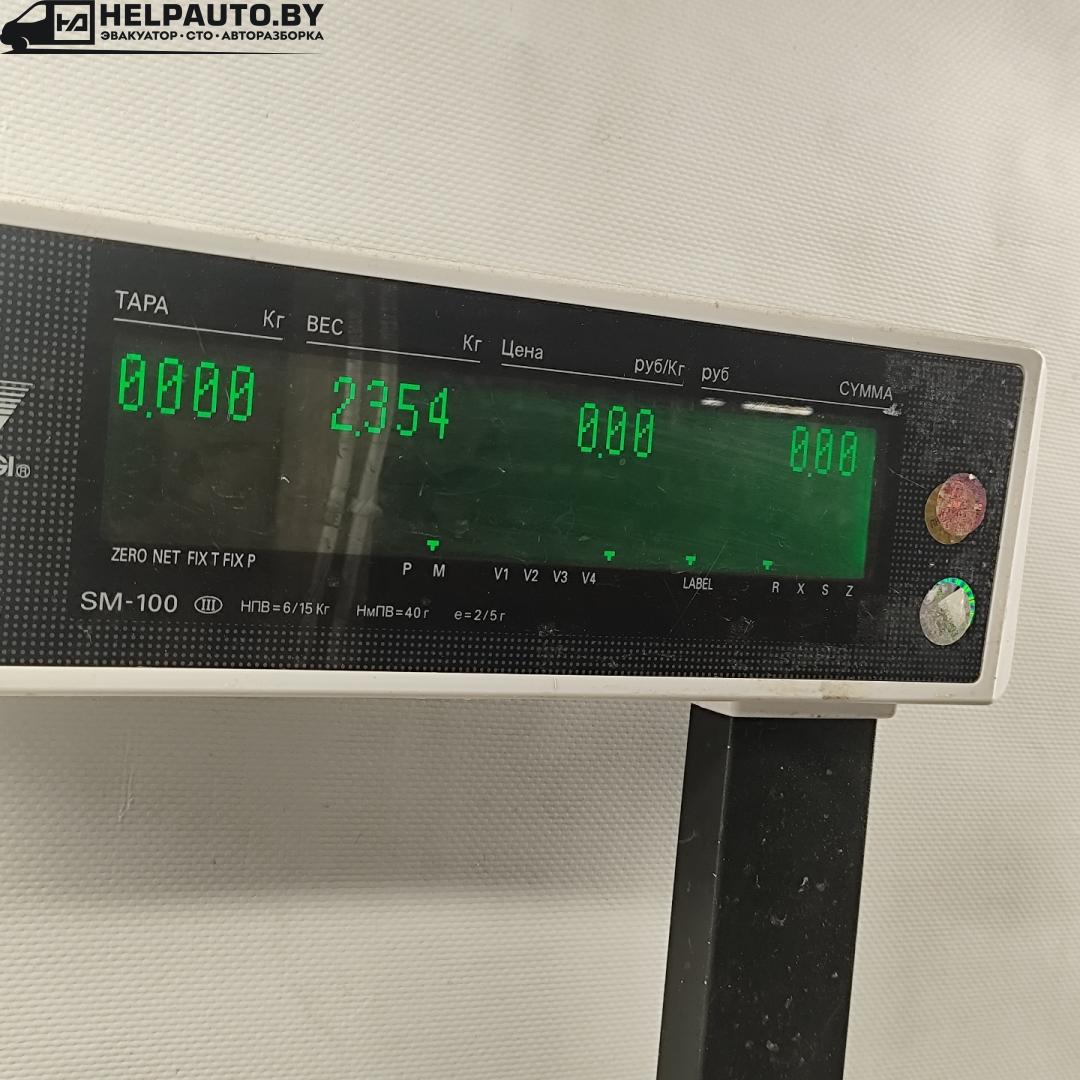 HELPAUTO.BY
ЭВАКУАТОР · СТО · АВТОРАЗБОРКА
ТАРА Кг ВЕС Кг Цена руб/Кг руб СУММА
0.000 2.354 0.00 0.00
ZERO NET FIX T FIX P P M V1 V2 V3 V4 LABEL R X S Z
SM-100 III НПВ=6/15 Кг НмПВ=40 г e=2/5 г